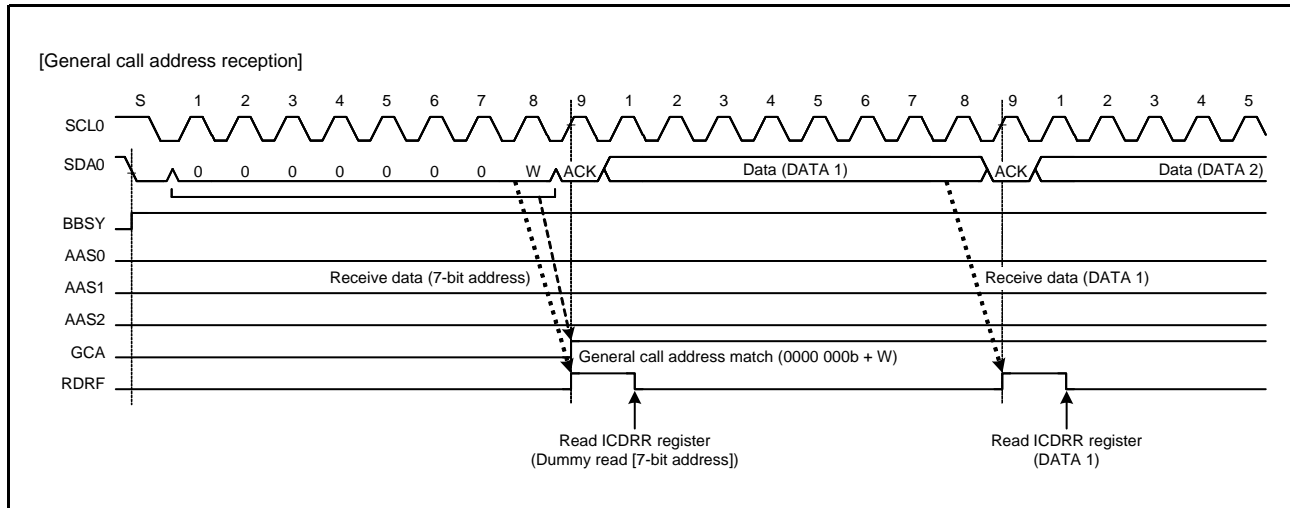 [General call address reception]
S 1 2 3 4 5 6 7 8 9 1 2 3 4 5 6 7 8 9 1 2 3 4 5
SCL0
SDA0 0 0 0 0 0 0 0 W ACK Data (DATA 1) ACK Data (DATA 2)
BBSY
AAS0
Receive data (7-bit address) Receive data (DATA 1)
AAS1
AAS2
GCA General call address match (0000 000b + W)
RDRF
Read ICDRR register Read ICDRR register
(Dummy read [7-bit address]) (DATA 1)